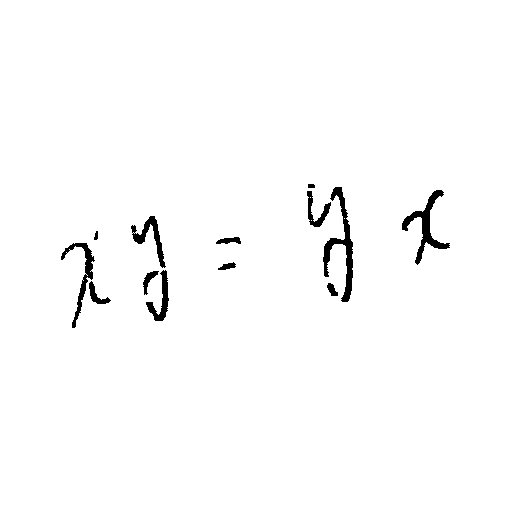 xy = yx